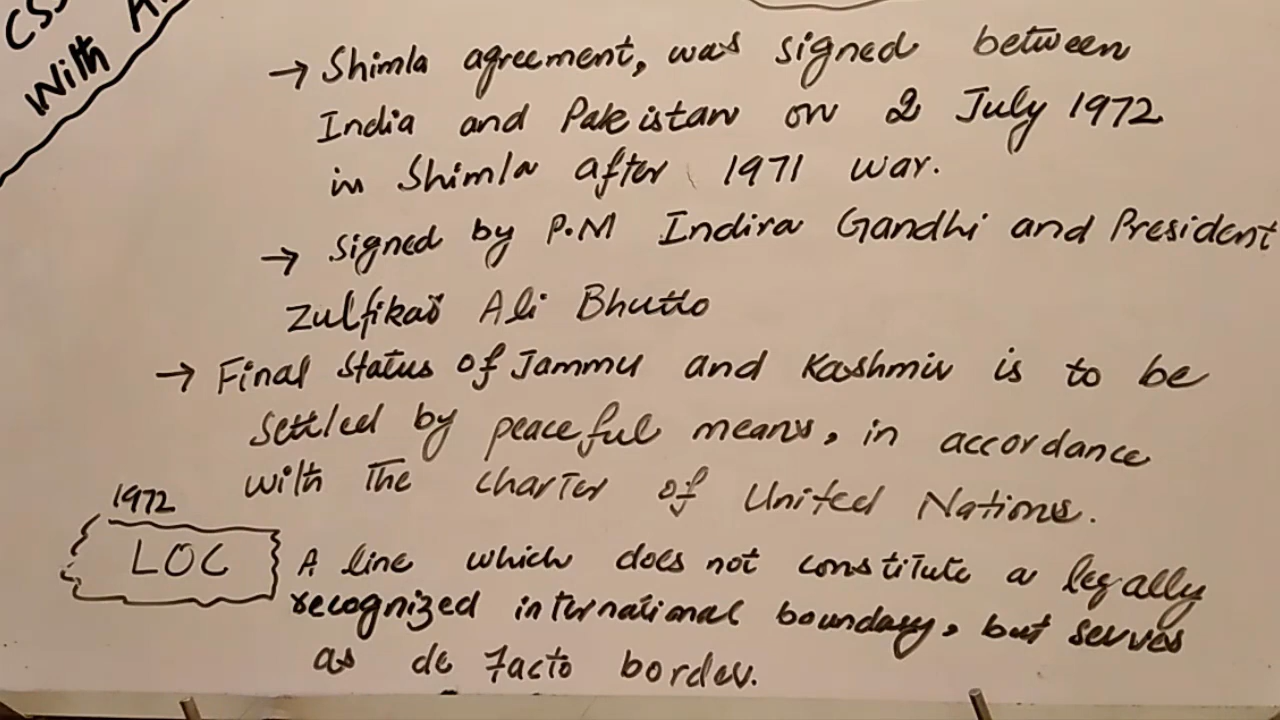 CSS
With
→ Shimla agreement, was signed between
India and Pakistan on 2 July 1972
in Shimla after 1971 war.
→ Signed by P.M Indira Gandhi and President
Zulfikar Ali Bhutto
→ Final Status of Jammu and Kashmir is to be
settled by peaceful means, in accordance
with The charter of United Nations.
1972
LOC
A line which does not constitute a legally
recognized international boundary, but serves
as de facto border.